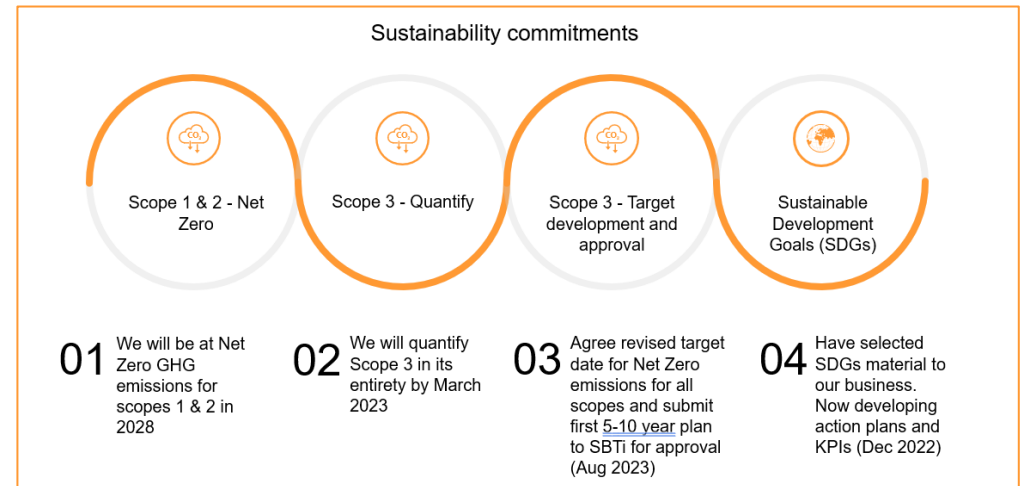 Sustainability commitments
CO₂
Scope 1 & 2 - Net
Zero
CO₂
Scope 3 - Quantify
CO₂
Scope 3 - Target
development and
approval
Sustainable
Development
Goals (SDGs)
01
We will be at Net
Zero GHG
emissions for
scopes 1 & 2 in
2028
02
We will quantify
Scope 3 in its
entirety by March
2023
03
Agree revised target
date for Net Zero
emissions for all
scopes and submit
first 5-10 year plan
to SBTi for approval
(Aug 2023)
04
Have selected
SDGs material to
our business.
Now developing
action plans and
KPIs (Dec 2022)